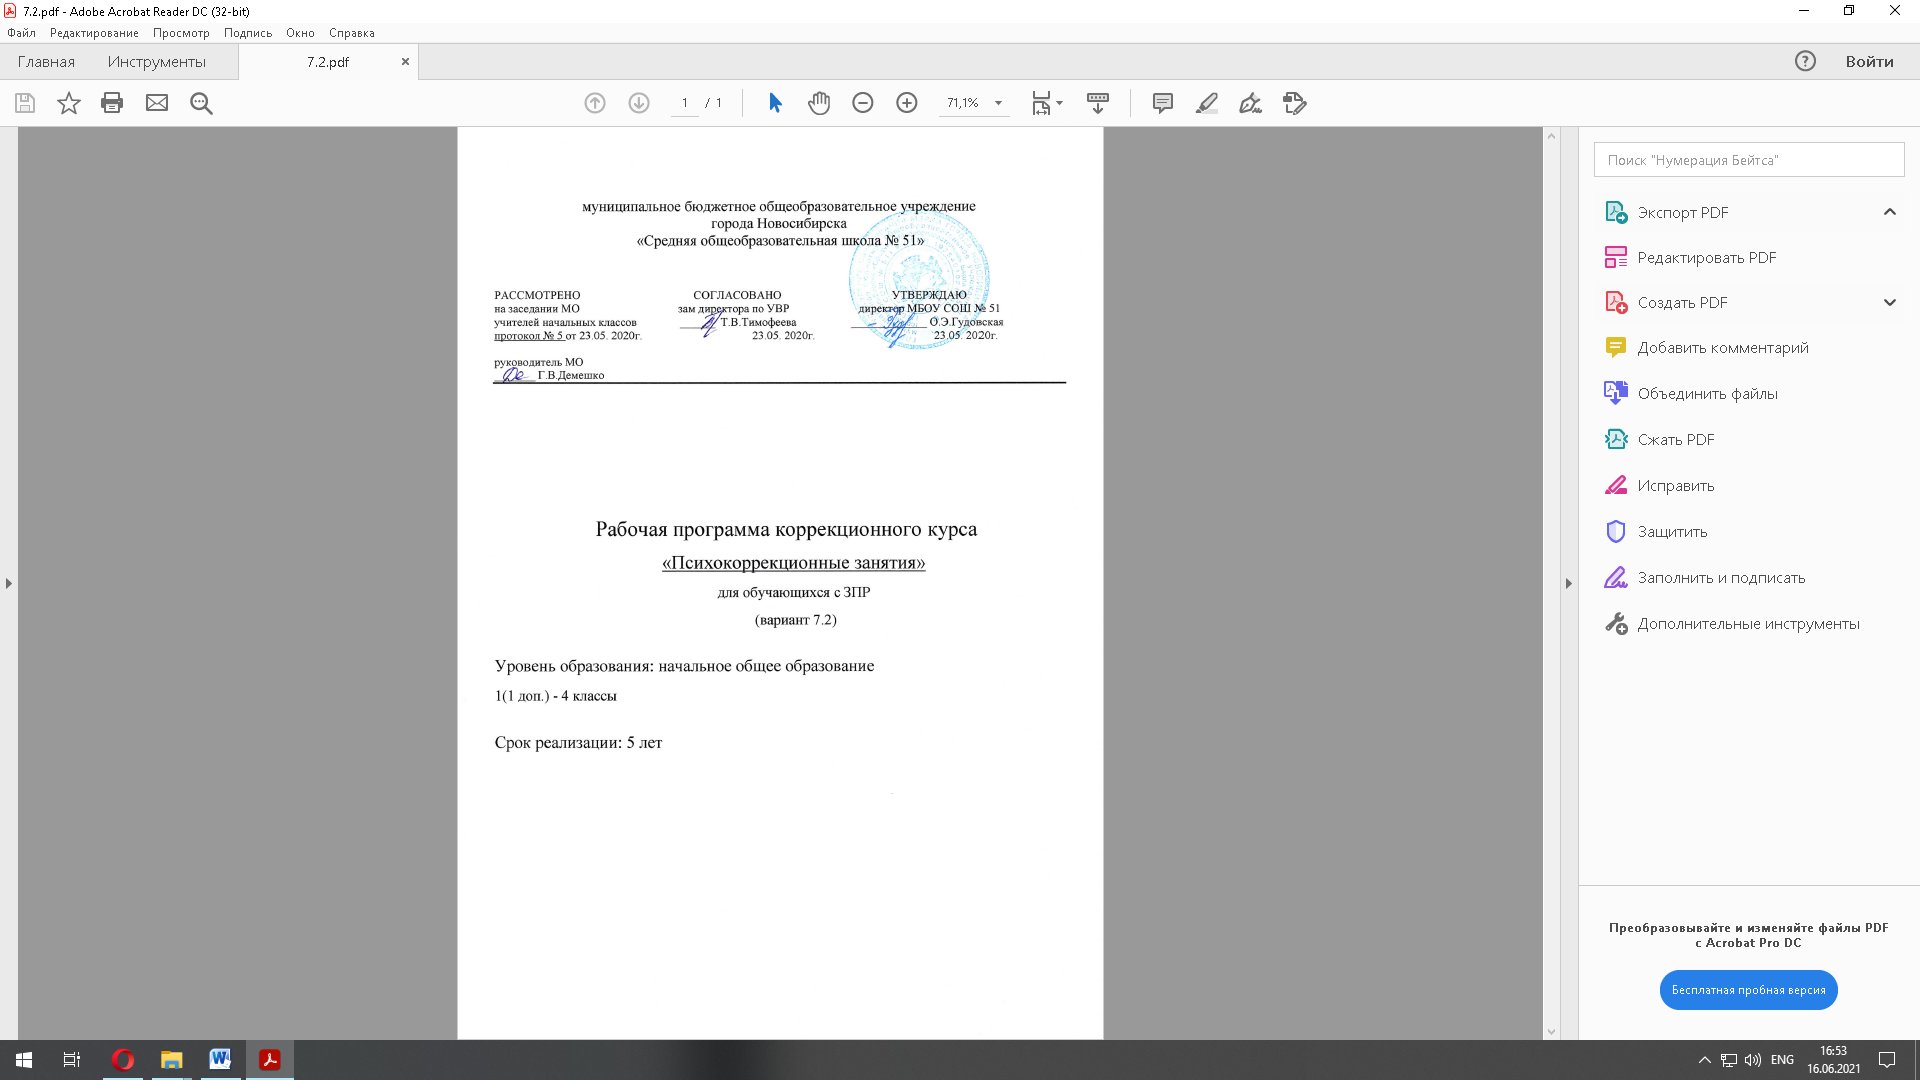 7.2.pdf - Adobe Acrobat Reader DC (32-bit)
Файл Редактирование Просмотр Подпись Окно Справка
Главная Инструменты 7.2.pdf Войти
1 / 1 71,1%
муниципальное бюджетное общеобразовательное учреждение
города Новосибирска
«Средняя общеобразовательная школа № 51»
РАССМОТРЕНО
на заседании МО
учителей начальных классов
протокол № 5 от 23.05. 2020г.
руководитель МО
Г.В.Демешко
СОГЛАСОВАНО
зам директора по УВР
Т.В.Тимофеева
23.05. 2020г.
УТВЕРЖДАЮ
директор МБОУ СОШ № 51
О.Э.Гудовская
23.05. 2020г.
Рабочая программа коррекционного курса
«Психокоррекционные занятия»
для обучающихся с ЗПР
(вариант 7.2)
Уровень образования: начальное общее образование
1(1 доп.) - 4 классы
Срок реализации: 5 лет
Поиск "Нумерация Бейтса"
Экспорт PDF
Редактировать PDF
Создать PDF
Добавить комментарий
Объединить файлы
Сжать PDF
Исправить
Защитить
Заполнить и подписать
Дополнительные инструменты
Преобразовывайте и изменяйте файлы PDF
с Acrobat Pro DC
Бесплатная пробная версия
ENG
16:53
16.06.2021